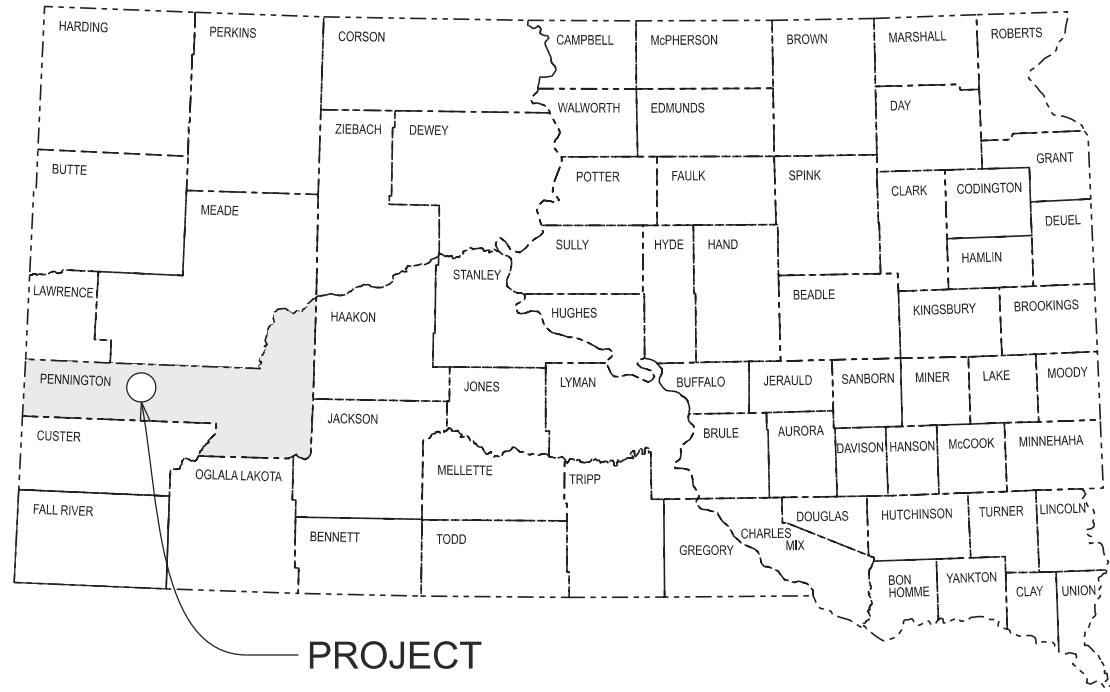 HARDING
PERKINS
CORSON
CAMPBELL
McPHERSON
BROWN
MARSHALL
ROBERTS
WALWORTH
EDMUNDS
DAY
ZIEBACH
DEWEY
GRANT
BUTTE
POTTER
FAULK
SPINK
CLARK
CODINGTON
MEADE
DEUEL
SULLY
HYDE
HAND
HAMLIN
STANLEY
LAWRENCE
BEADLE
HAAKON
HUGHES
KINGSBURY
BROOKINGS
PENNINGTON
JONES
LYMAN
BUFFALO
JERAULD
SANBORN
MINER
LAKE
MOODY
JACKSON
CUSTER
BRULE
AURORA
DAVISON
HANSON
McCOOK
MINNEHAHA
OGLALA LAKOTA
MELLETTE
TRIPP
FALL RIVER
DOUGLAS
HUTCHINSON
TURNER
LINCOLN
BENNETT
TODD
GREGORY
CHARLES
MIX
BON
HOMME
YANKTON
CLAY
UNION
PROJECT